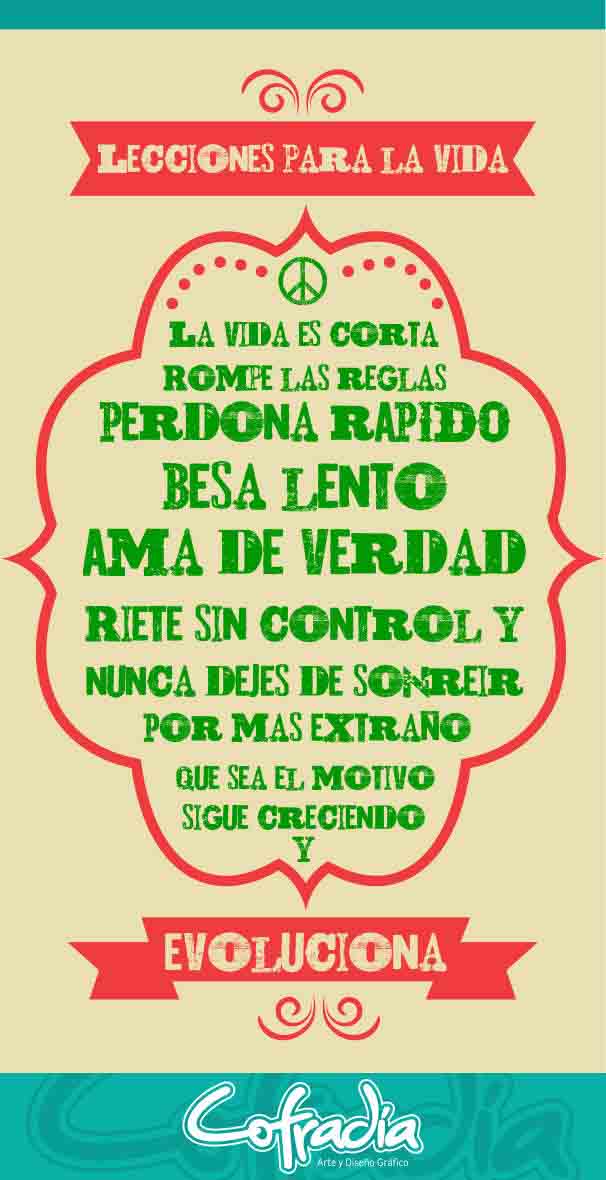 LECCIONES PARA LA VIDA
LA VIDA ES CORTA
ROMPE LAS REGLAS
PERDONA RAPIDO
BESA LENTO
AMA DE VERDAD
RIETE SIN CONTROL Y
NUNCA DEJES DE SONREIR
POR MAS EXTRAÑO
QUE SEA EL MOTIVO
SIGUE CRECIENDO
Y
EVOLUCIONA
Cofradía
Arte y Diseño Gráfico